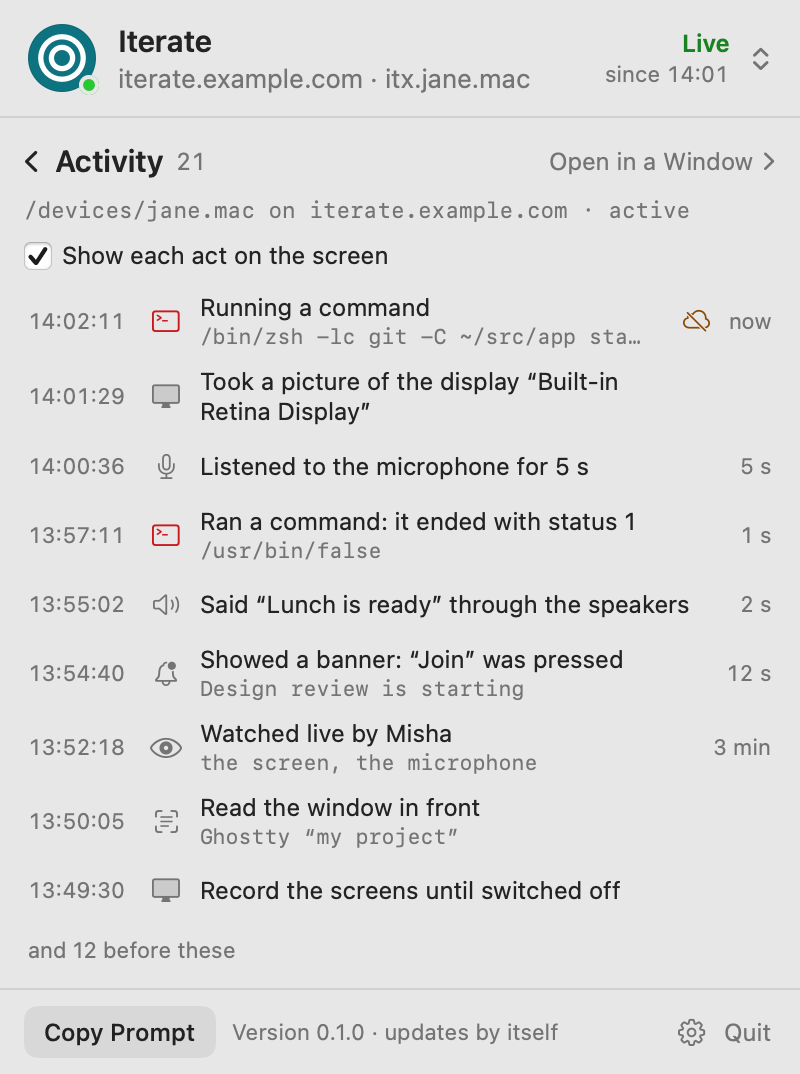 Iterate
iterate.example.com · itx.jane.mac
Live
since 14:01
Activity 21
Open in a Window
/devices/jane.mac on iterate.example.com · active
Show each act on the screen
14:02:11
Running a command
/bin/zsh -lc git -C ~/src/app sta…
now
14:01:29
Took a picture of the display “Built-in
Retina Display”
14:00:36
Listened to the microphone for 5 s
5 s
13:57:11
Ran a command: it ended with status 1
/usr/bin/false
1 s
13:55:02
Said “Lunch is ready” through the speakers
2 s
13:54:40
Showed a banner: “Join” was pressed
Design review is starting
12 s
13:52:18
Watched live by Misha
the screen, the microphone
3 min
13:50:05
Read the window in front
Ghostty “my project”
13:49:30
Record the screens until switched off
and 12 before these
Copy Prompt
Version 0.1.0 · updates by itself
Quit